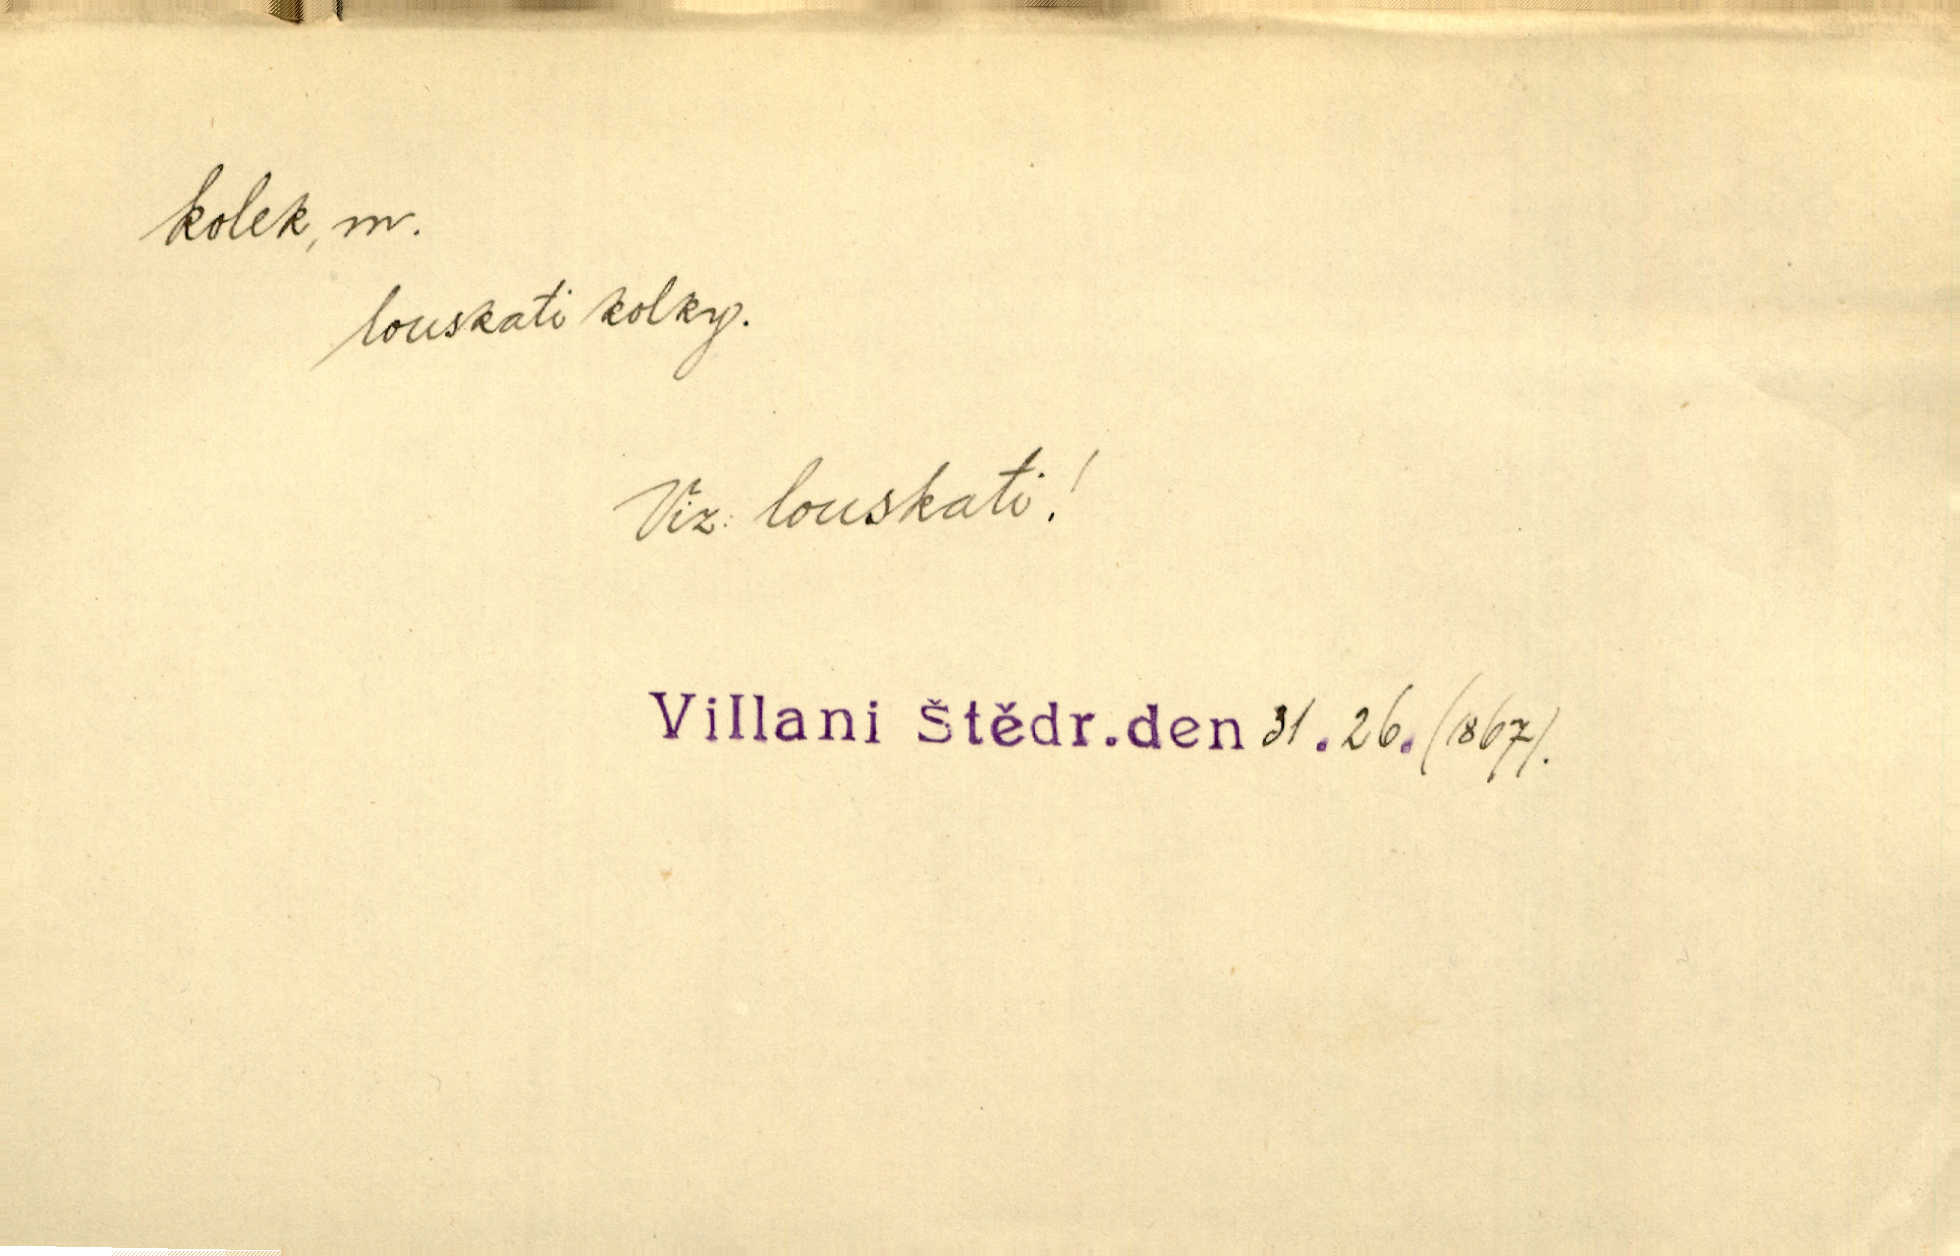 kolek, m.
louskati kolky.
Viz: louskati!
Villani Štědr.den 31.26.(1867).